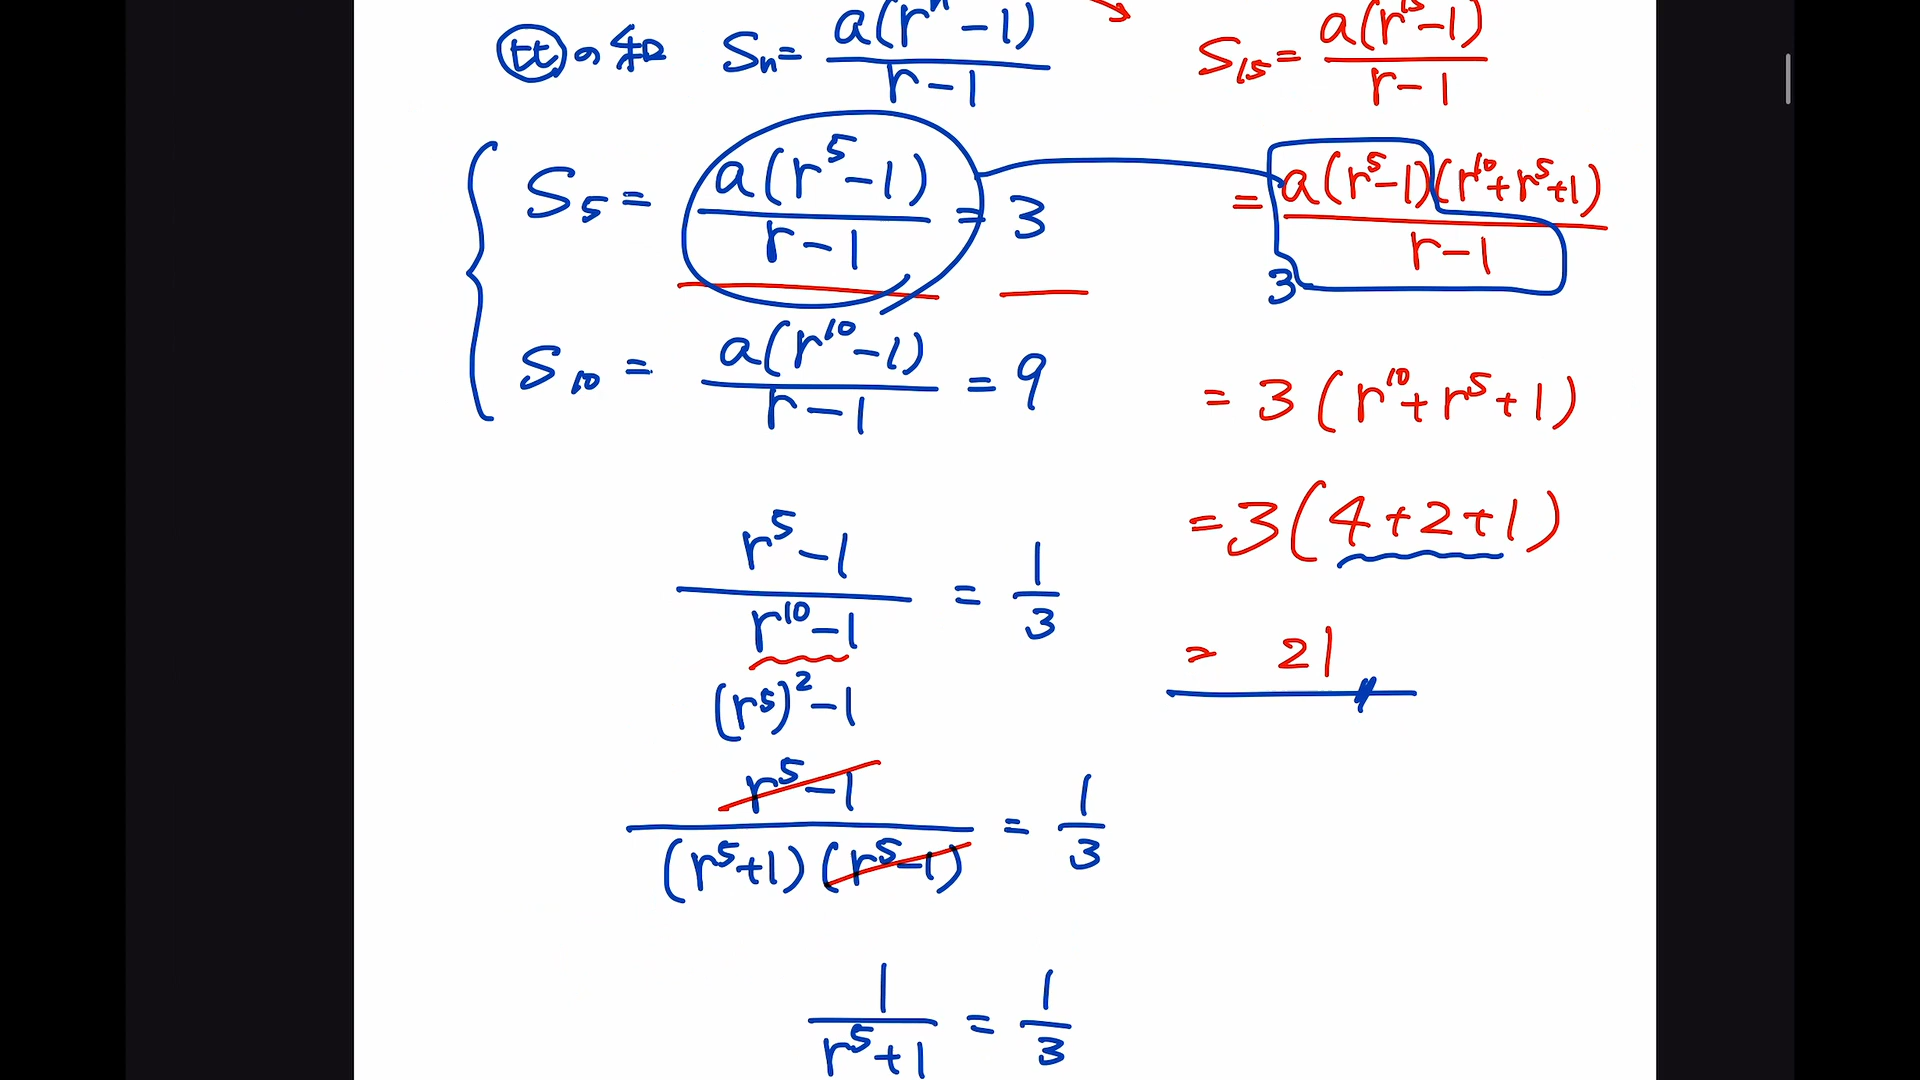 比の和 Sn= a(r^n-1)/(r-1)
S5 = a(r^5-1)/(r-1) = 3
S10 = a(r^10-1)/(r-1) = 9
(r^5-1)/(r^10-1) = 1/3
(r^5)^2-1
(r^5-1)/((r^5+1)(r^5-1)) = 1/3
1/(r^5+1) = 1/3
S15= a(r^15-1)/(r-1)
= a(r^5-1)(r^10+r^5+1)/(r-1)
3
= 3(r^10+r^5+1)
=3(4+2+1)
= 21